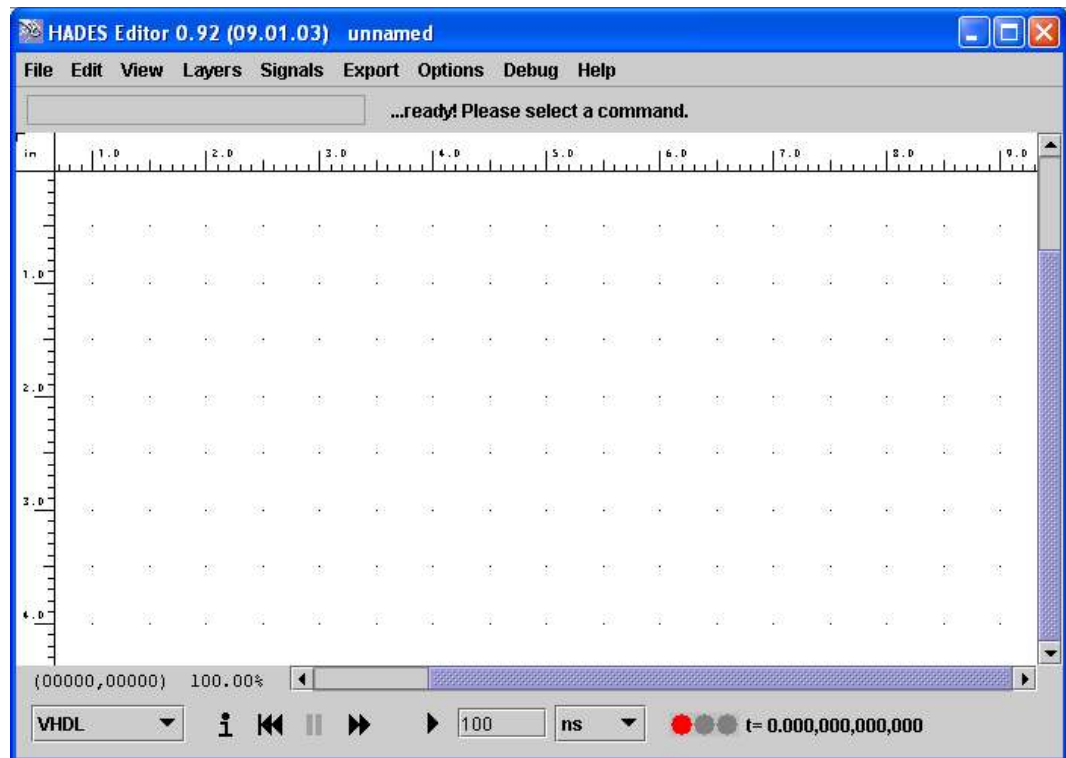 HADES Editor 0.92 (09.01.03) unnamed
File Edit View Layers Signals Export Options Debug Help
...ready! Please select a command.
in 1.0 2.0 3.0 4.0 5.0 6.0 7.0 8.0 9.0
1.0
2.0
3.0
4.0
(00000,00000) 100.00%
VHDL i 100 ns t= 0.000,000,000,000